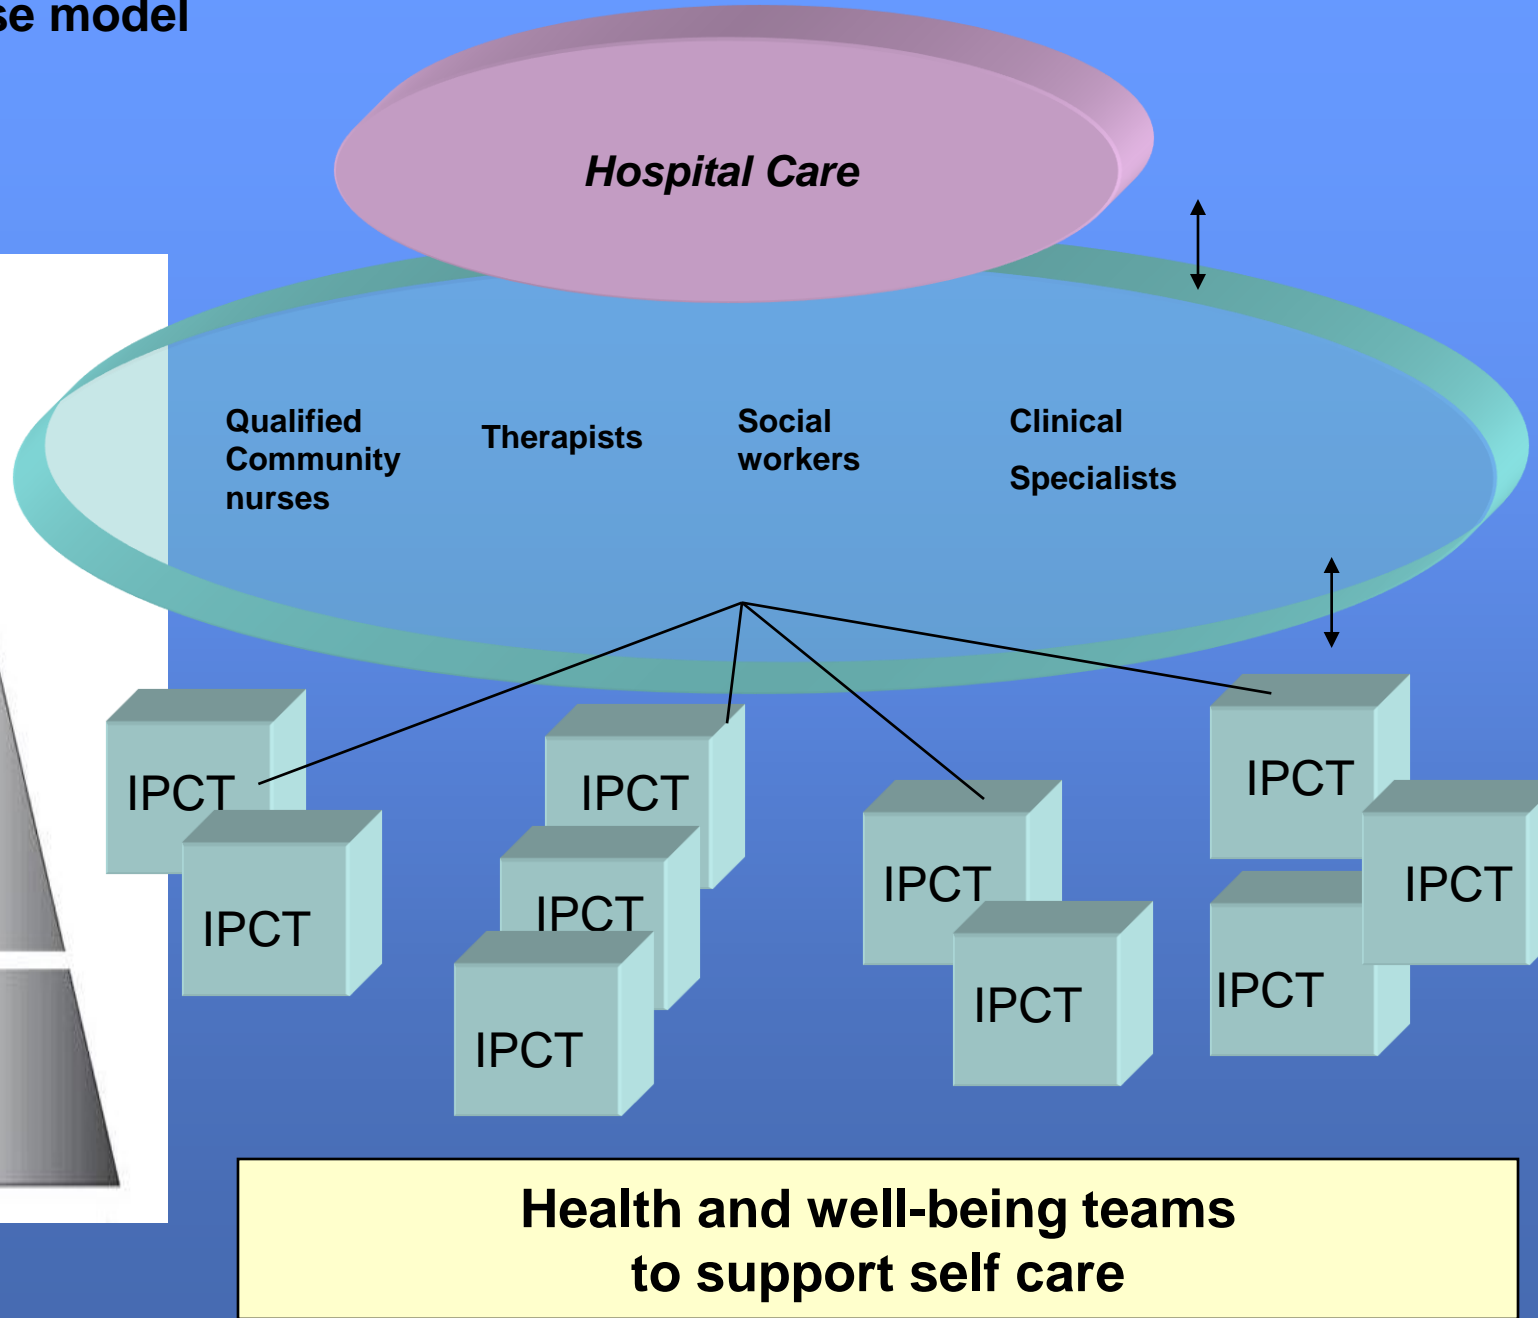 se model
Hospital Care
Qualified
Community
nurses
Therapists
Social
workers
Clinical
Specialists
IPCT
IPCT
IPCT
IPCT
IPCT
IPCT
IPCT
IPCT
IPCT
IPCT
Health and well-being teams
to support self care